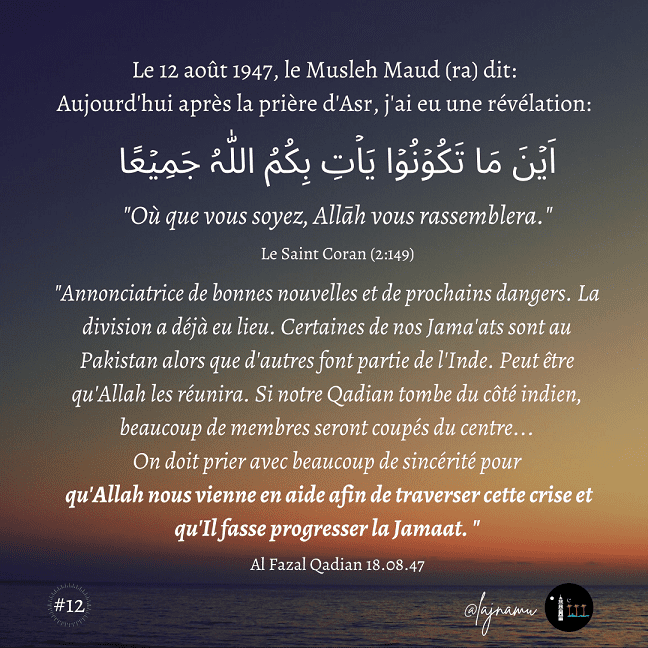 Le 12 août 1947, le Musleh Maud (ra) dit:
Aujourd'hui après la prière d'Asr, j'ai eu une révélation:
اَیۡنَ مَا تَکُوۡنُوۡا یَاۡتِ بِکُمُ اللّٰہُ جَمِیۡعًا
"Où que vous soyez, Allāh vous rassemblera."
Le Saint Coran (2:149)
"Annonciatrice de bonnes nouvelles et de prochains dangers. La
division a déjà eu lieu. Certaines de nos Jama'ats sont au
Pakistan alors que d'autres font partie de l'Inde. Peut être
qu'Allah les réunira. Si notre Qadian tombe du côté indien,
beaucoup de membres seront coupés du centre...
On doit prier avec beaucoup de sincérité pour
qu'Allah nous vienne en aide afin de traverser cette crise et
qu'Il fasse progresser la Jamaat. "
Al Fazal Qadian 18.08.47
#12
@lajnamu